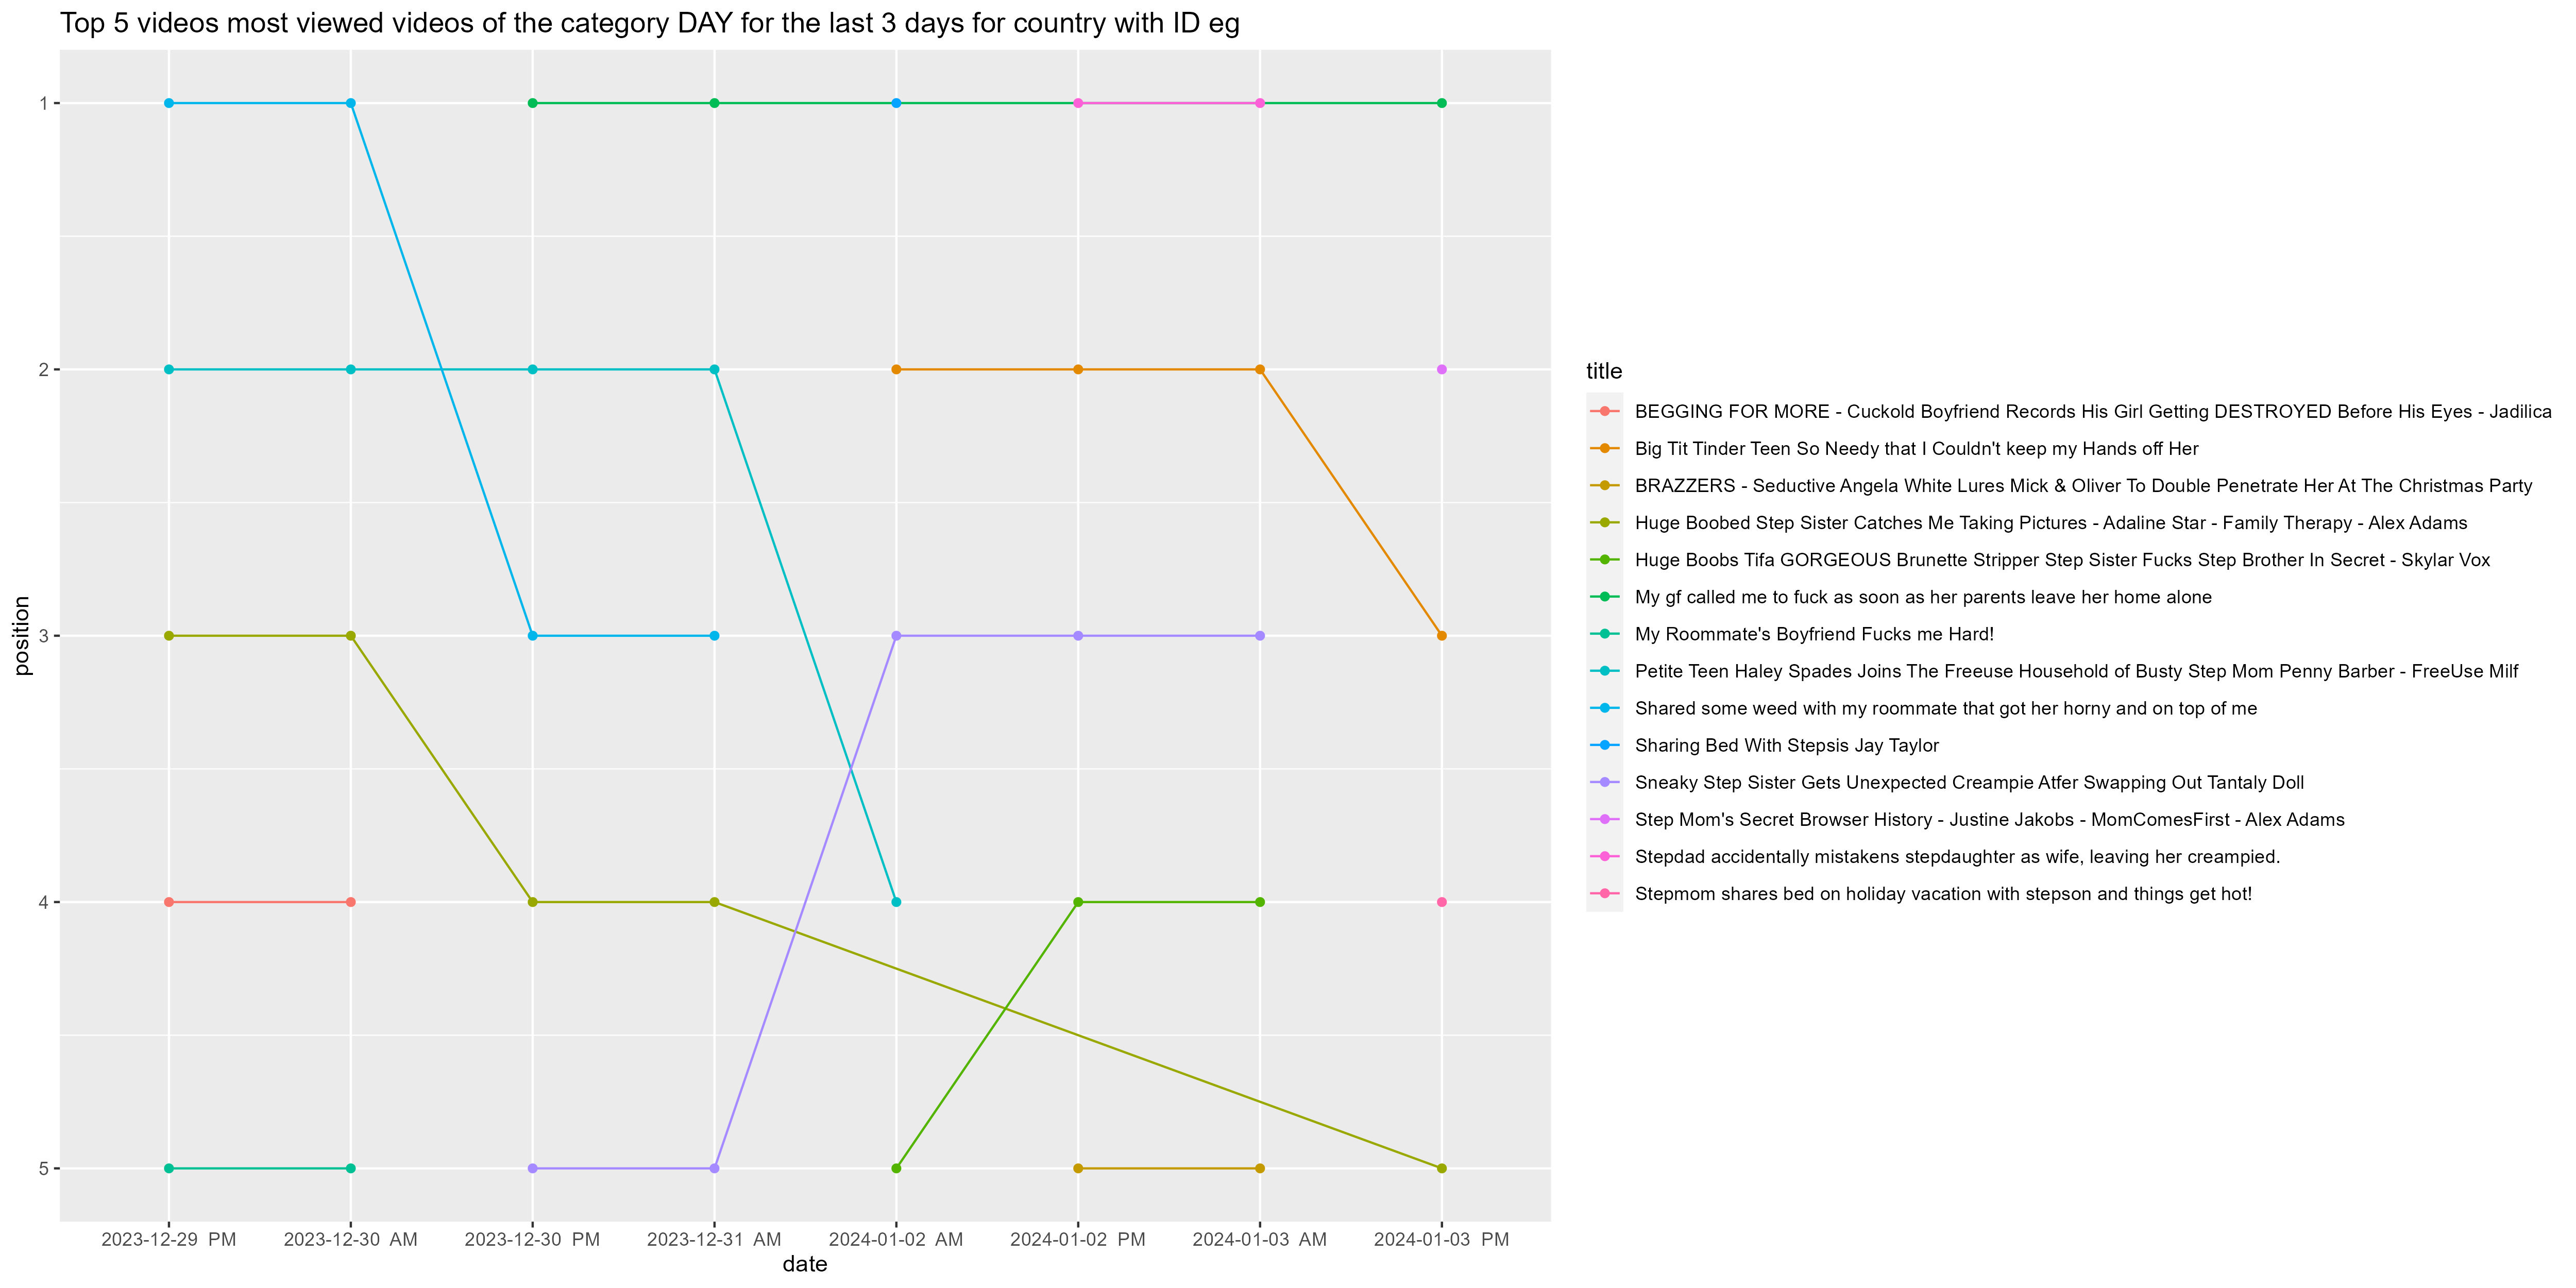 Top 5 videos most viewed videos of the category DAY for the last 3 days for country with ID eg
1
2
3
4
5
position
2023-12-29 PM
2023-12-30 AM
2023-12-30 PM
2023-12-31 AM
2024-01-02 AM
2024-01-02 PM
2024-01-03 AM
2024-01-03 PM
date
title
BEGGING FOR MORE - Cuckold Boyfriend Records His Girl Getting DESTROYED Before His Eyes - Jadilica
Big Tit Tinder Teen So Needy that I Couldn't keep my Hands off Her
BRAZZERS - Seductive Angela White Lures Mick & Oliver To Double Penetrate Her At The Christmas Party
Huge Boobed Step Sister Catches Me Taking Pictures - Adaline Star - Family Therapy - Alex Adams
Huge Boobs Tifa GORGEOUS Brunette Stripper Step Sister Fucks Step Brother In Secret - Skylar Vox
My gf called me to fuck as soon as her parents leave her home alone
My Roommate's Boyfriend Fucks me Hard!
Petite Teen Haley Spades Joins The Freeuse Household of Busty Step Mom Penny Barber - FreeUse Milf
Shared some weed with my roommate that got her horny and on top of me
Sharing Bed With Stepsis Jay Taylor
Sneaky Step Sister Gets Unexpected Creampie Atfer Swapping Out Tantaly Doll
Step Mom's Secret Browser History - Justine Jakobs - MomComesFirst - Alex Adams
Stepdad accidentally mistakens stepdaughter as wife, leaving her creampied.
Stepmom shares bed on holiday vacation with stepson and things get hot!